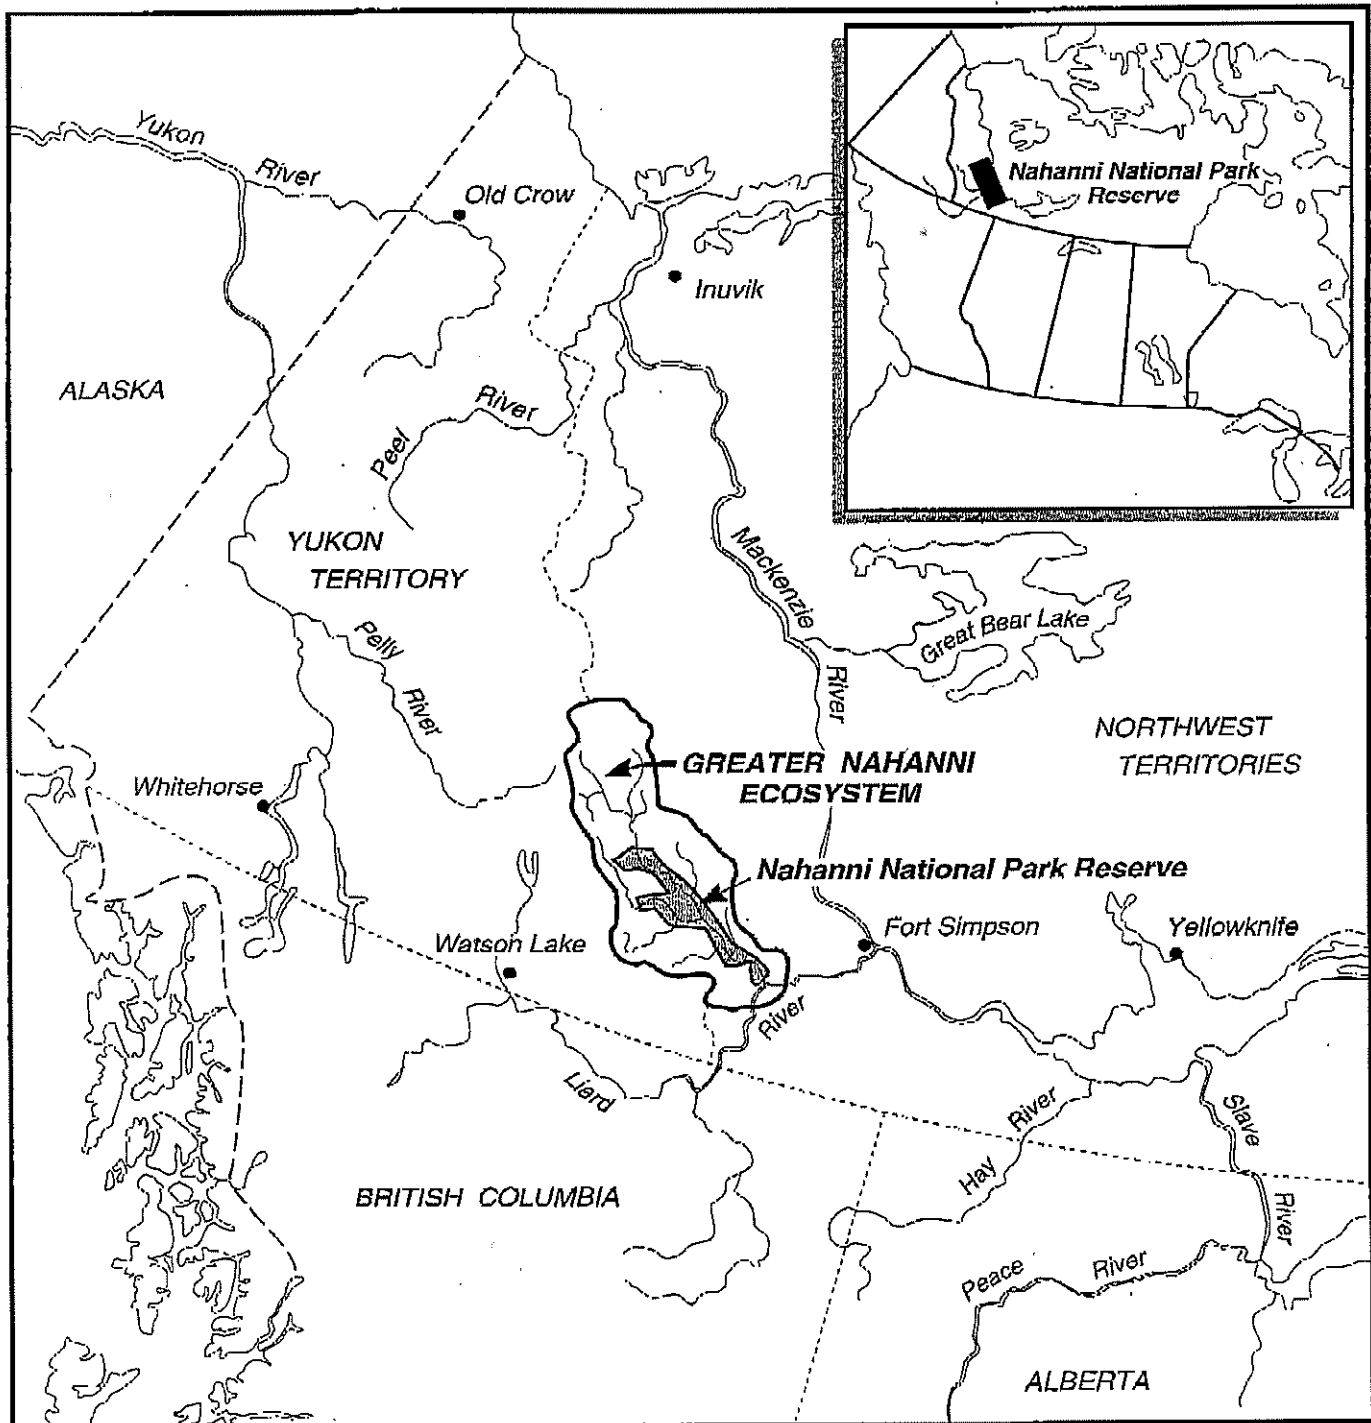 Yukon
River
Old Crow
Inuvik
Nahanni National Park
Reserve
ALASKA
Peel
River
YUKON
TERRITORY
Mackenzie
River
Great Bear Lake
Pelly
River
NORTHWEST
TERRITORIES
GREATER NAHANNI
ECOSYSTEM
Whitehorse
Nahanni National Park Reserve
Fort Simpson
Yellowknife
Watson Lake
River
Liard
Hay
River
Slave
River
BRITISH COLUMBIA
Peace
River
ALBERTA